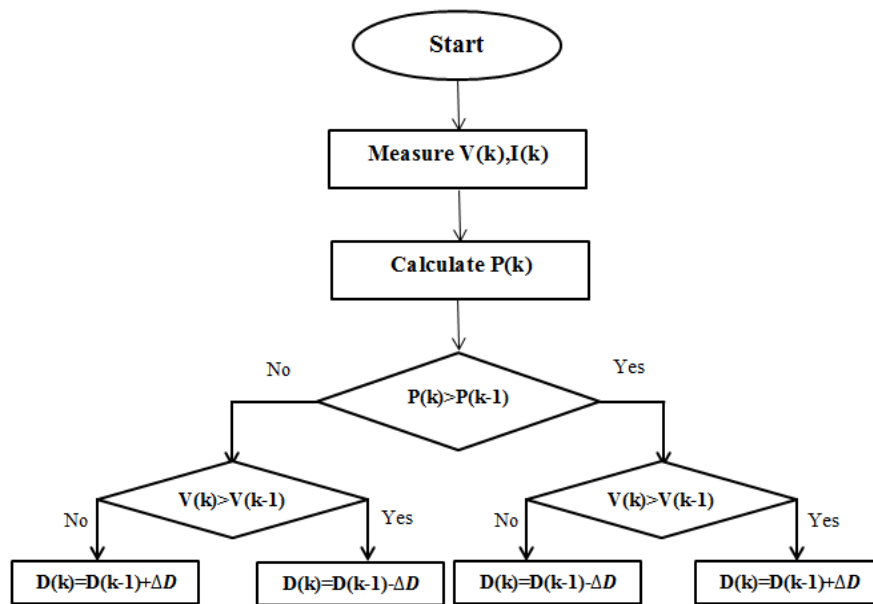 Start
Measure V(k),I(k)
Calculate P(k)
No
Yes
P(k)>P(k-1)
V(k)>V(k-1)
V(k)>V(k-1)
No
Yes
No
Yes
D(k)=D(k-1)+ΔD
D(k)=D(k-1)-ΔD
D(k)=D(k-1)-ΔD
D(k)=D(k-1)+ΔD